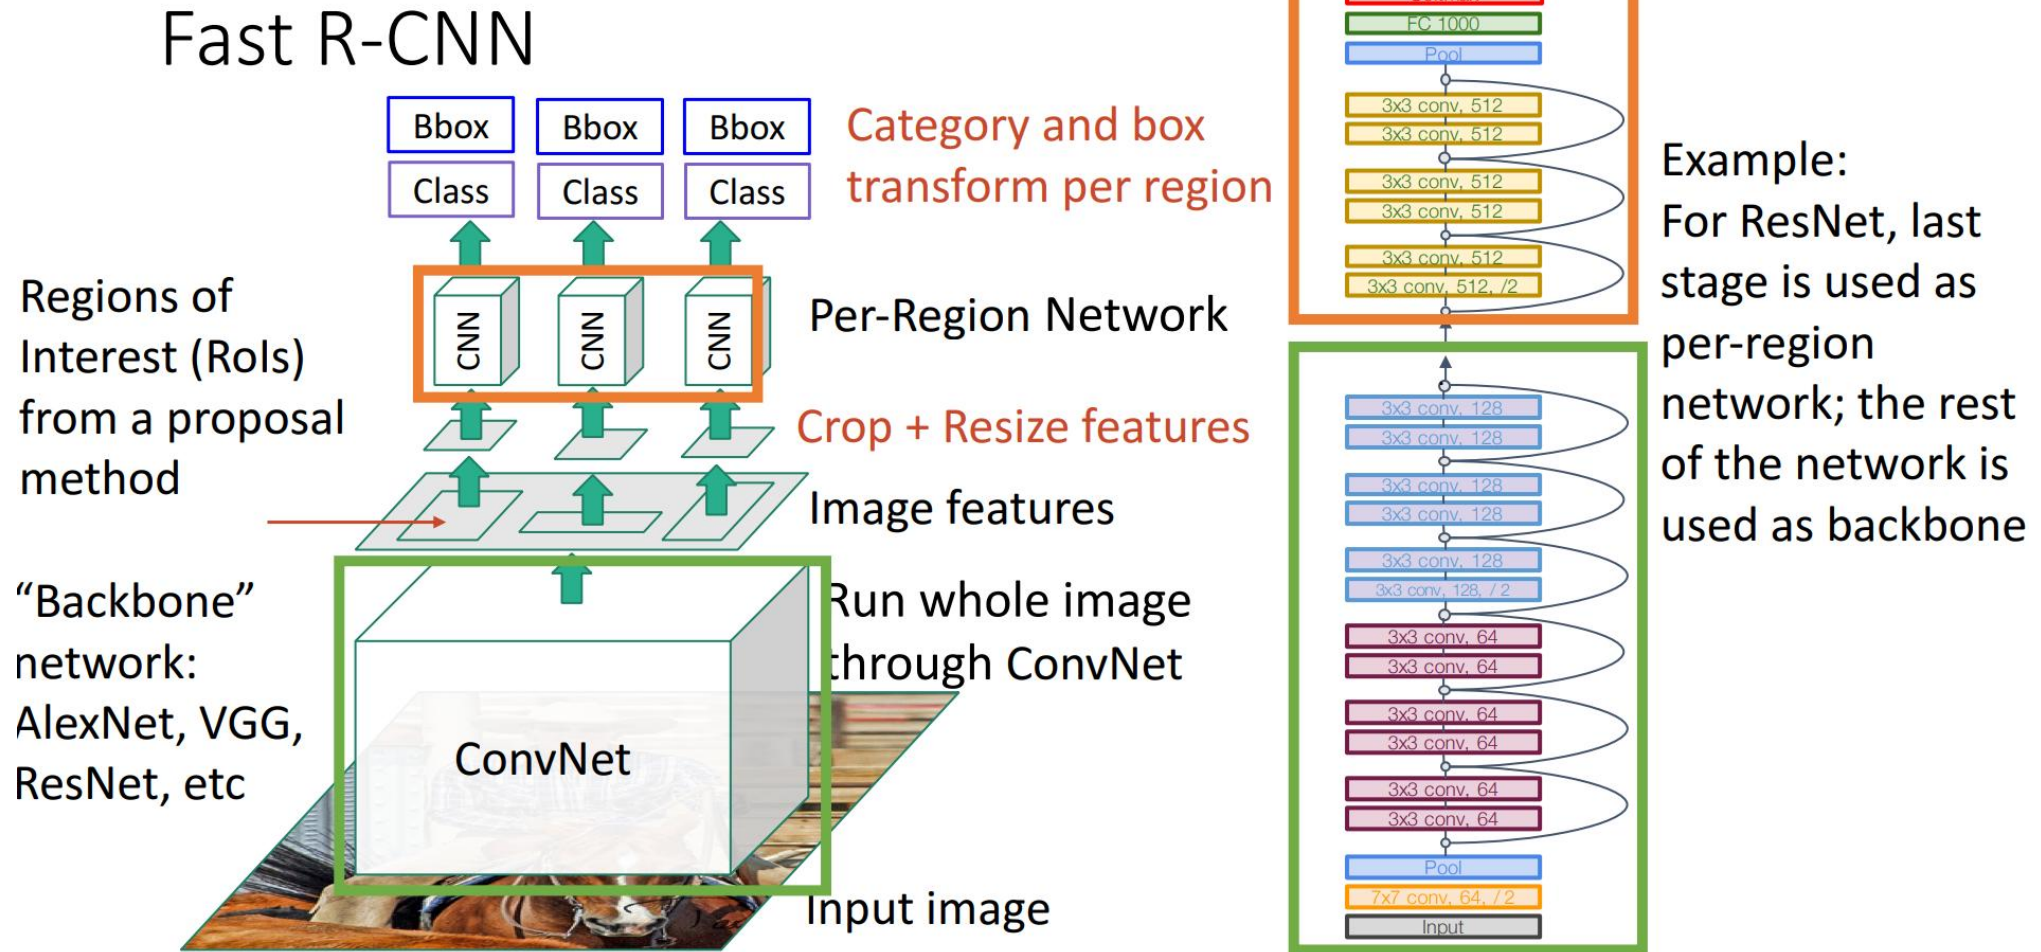 Fast R-CNN
Bbox
Bbox
Bbox
Class
Class
Class
Category and box
transform per region
Regions of
Interest (RoIs)
from a proposal
method
CNN
CNN
CNN
Per-Region Network
Crop + Resize features
Image features
"Backbone"
network:
AlexNet, VGG,
ResNet, etc
Run whole image
through ConvNet
ConvNet
Input image
FC 1000
Pool
3x3 conv, 512
3x3 conv, 512
3x3 conv, 512
3x3 conv, 512
3x3 conv, 512
3x3 conv, 512, /2
3x3 conv, 128
3x3 conv, 128
3x3 conv, 128
3x3 conv, 128
3x3 conv, 128
3x3 conv, 128, / 2
3x3 conv, 64
3x3 conv, 64
3x3 conv, 64
3x3 conv, 64
3x3 conv, 64
3x3 conv, 64
Pool
7x7 conv, 64, / 2
Input
Example:
For ResNet, last
stage is used as
per-region
network; the rest
of the network is
used as backbone